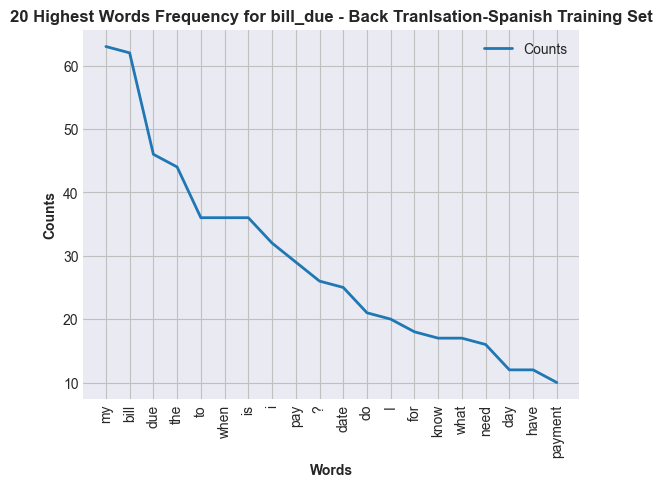 20 Highest Words Frequency for bill_due - Back Tranlsation-Spanish Training Set
Counts
60
50
40
30
20
10
Counts
my
bill
due
the
to
when
is
i
pay
?
date
do
I
for
know
what
need
day
have
payment
Words